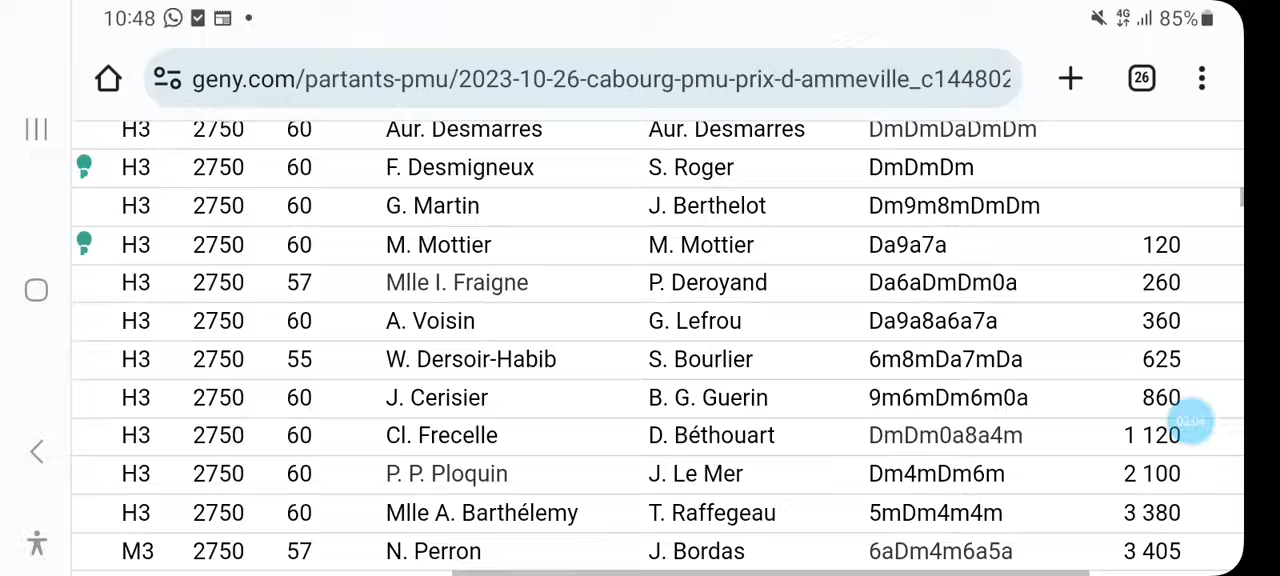 10:48 4G 85%
geny.com/partants-pmu/2023-10-26-cabourg-pmu-prix-d-ammeville_c144802 26
H3 2750 60 Aur. Desmarres Aur. Desmarres DmDmDaDmDm
H3 2750 60 F. Desmigneux S. Roger DmDmDm
H3 2750 60 G. Martin J. Berthelot Dm9m8mDmDm
H3 2750 60 M. Mottier M. Mottier Da9a7a 120
H3 2750 57 Mlle I. Fraigne P. Deroyand Da6aDmDm0a 260
H3 2750 60 A. Voisin G. Lefrou Da9a8a6a7a 360
H3 2750 55 W. Dersoir-Habib S. Bourlier 6m8mDa7mDa 625
H3 2750 60 J. Cerisier B. G. Guerin 9m6mDm6m0a 860
02:04
H3 2750 60 Cl. Frecelle D. Béthouart DmDm0a8a4m 1 120
H3 2750 60 P. P. Ploquin J. Le Mer Dm4mDm6m 2 100
H3 2750 60 Mlle A. Barthélemy T. Raffegeau 5mDm4m4m 3 380
M3 2750 57 N. Perron J. Bordas 6aDm4m6a5a 3 405